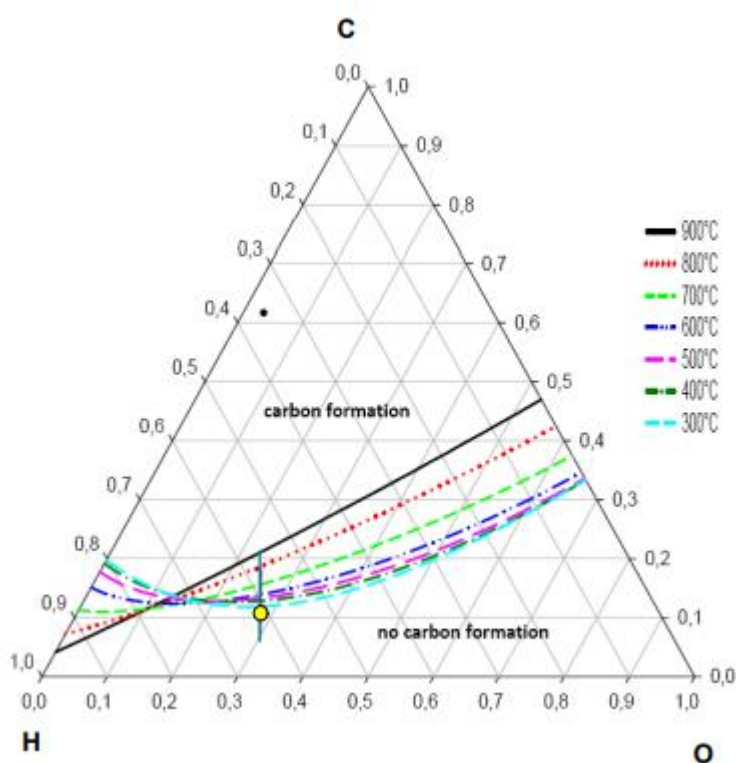 C
0,0 1,0
0,1 0,9
0,2 0,8
0,3 0,7
0,4 0,6
0,5 0,5
0,6 0,4
0,7 0,3
0,8 0,2
0,9 0,1
1,0 0,0
0,0 0,1 0,2 0,3 0,4 0,5 0,6 0,7 0,8 0,9 1,0
H O
carbon formation
no carbon formation
900°C
800°C
700°C
600°C
500°C
400°C
300°C